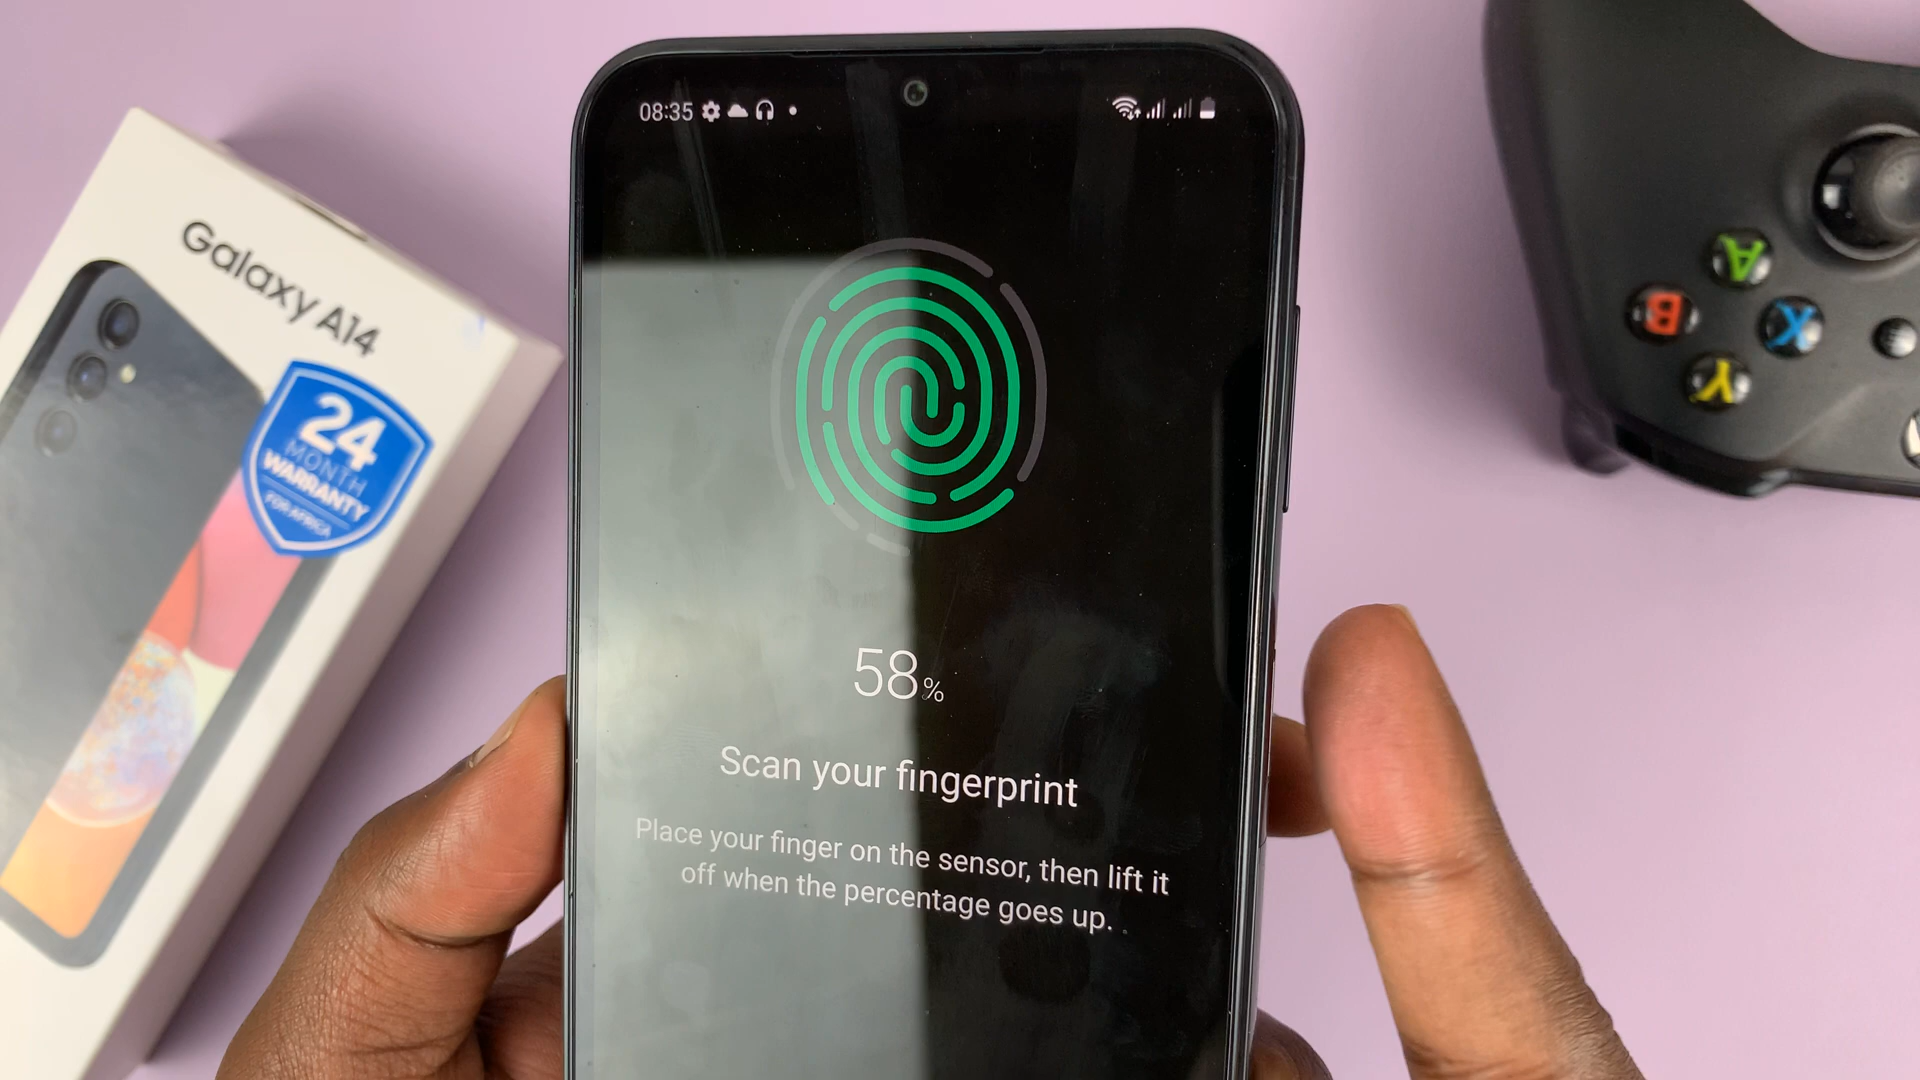 Galaxy A14
24
MONTH
WARRANTY
FOR AFRICA
08:35
58%
Scan your fingerprint
Place your finger on the sensor, then lift it
off when the percentage goes up.
A
B
X
Y